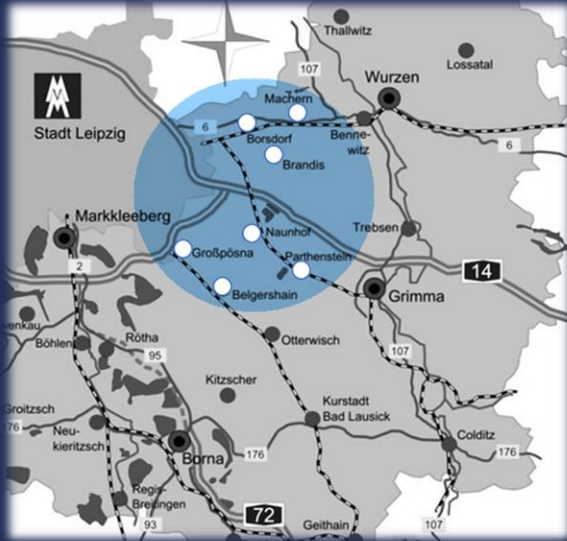 Thallwitz
Lossatal
107
Wurzen
Machern
Stadt Leipzig
6
Borsdorf
Benne-
witz
6
Brandis
Markkleeberg
Trebsen
Naunhof
Großpösna
Parthenstein
2
14
Belgershain
Grimma
Böhlen
Rötha
Otterwisch
95
107
Kitzscher
Groitzsch
Kurstadt
Bad Lausick
176
Neu-
kieritzsch
Colditz
176
176
Borna
Regis-
Breitingen
72
93
Geithain
107